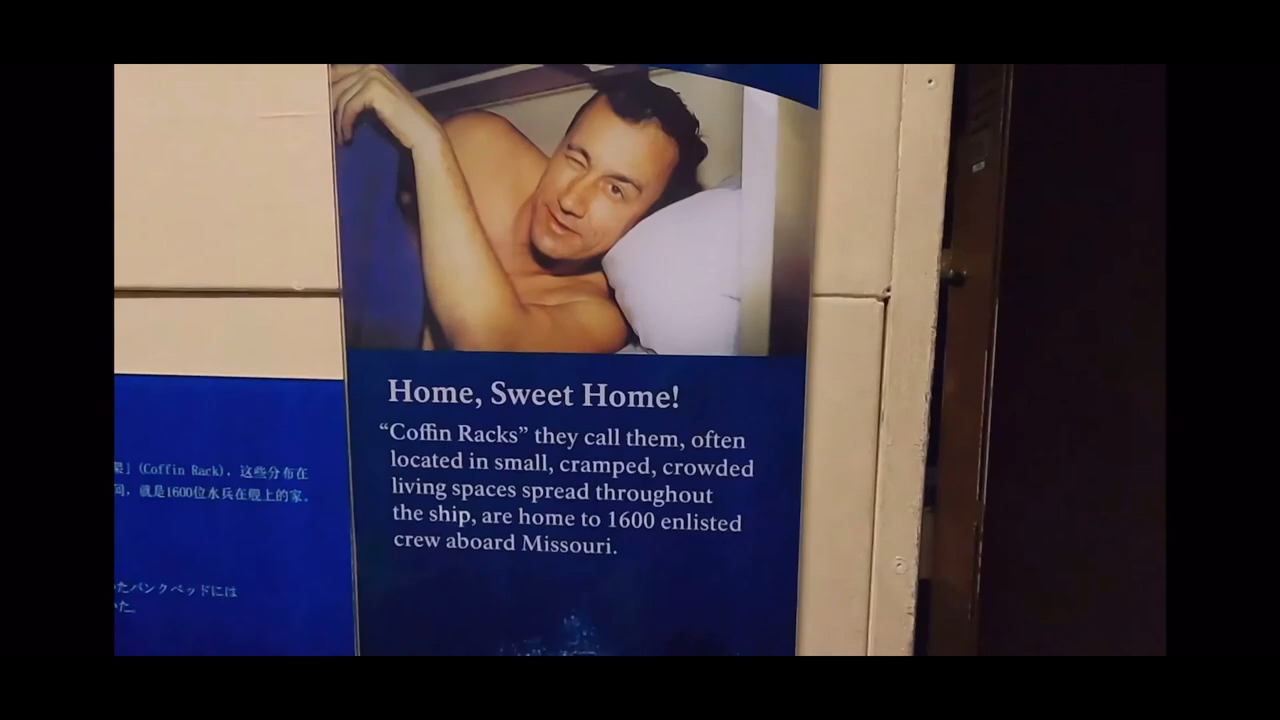 Home, Sweet Home!
“Coffin Racks” they call them, often
located in small, cramped, crowded
living spaces spread throughout
the ship, are home to 1600 enlisted
crew aboard Missouri.
」(Coffin Rack)，这些分布在
间，就是1600位水兵在舰上的家。
いたバンクベッドには
いた。